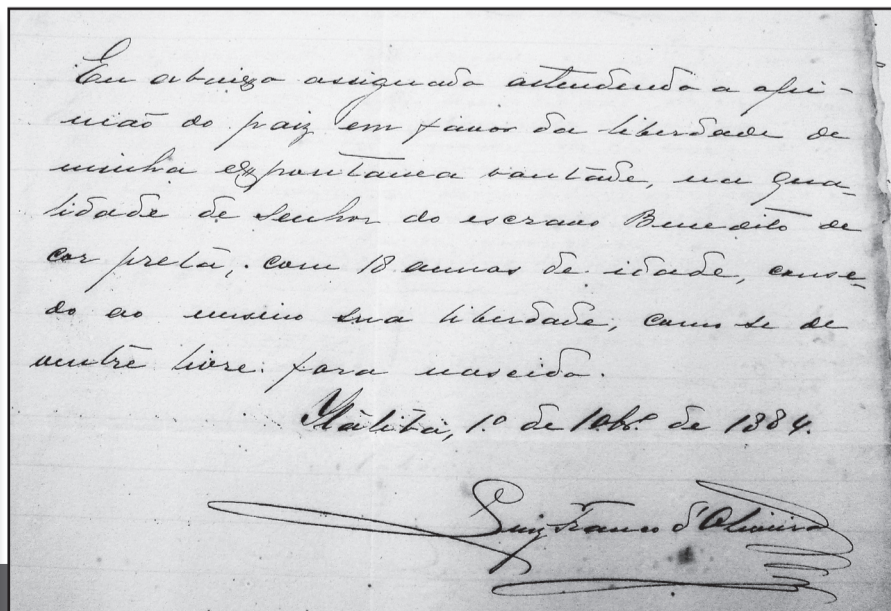 Eu abaixo assignado attendendo a opi-
nião do paiz em favor da liberdade de
minha expontanea vontade, na qua-
lidade de Senhor do escravo Benedito de
cor preta, com 18 annos de idade, conse-
do ao mesmo sua liberdade, como se de
ventre livre fora nascido.
Itatiba, 1º de 10bro de 1884.
Luiz Franco d'Oliveira